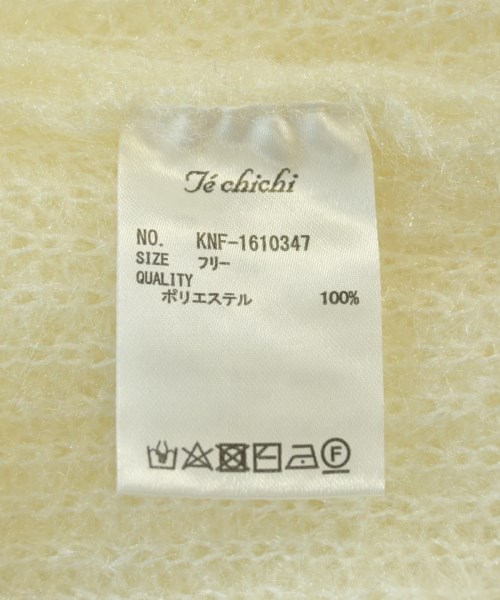 Té chichi
NO. KNF-1610347
SIZE フリー
QUALITY
ポリエステル 100%
F